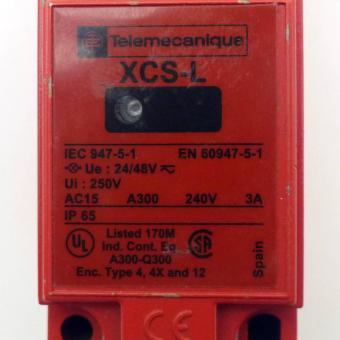 Telemecanique
XCS-L
IEC 947-5-1 EN 60947-5-1
Ue : 24/48V
Ui : 250V
AC15 A300 240V 3A
IP 65
UL Listed 170M SA
Ind. Cont. Eq
A300-Q300
Enc. Type 4, 4X and 12
Spain
CE